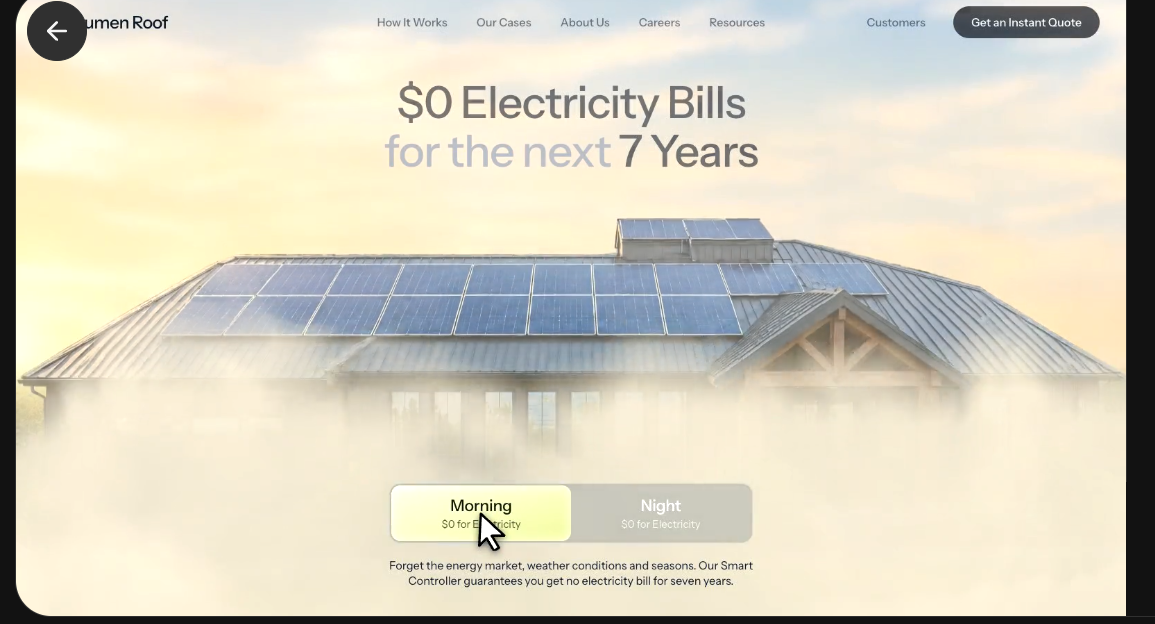 umen Roof
How It Works
Our Cases
About Us
Careers
Resources
Customers
Get an Instant Quote
$0 Electricity Bills
for the next 7 Years
Morning
$0 for Electricity
Night
$0 for Electricity
Forget the energy market, weather conditions and seasons. Our Smart
Controller guarantees you get no electricity bill for seven years.